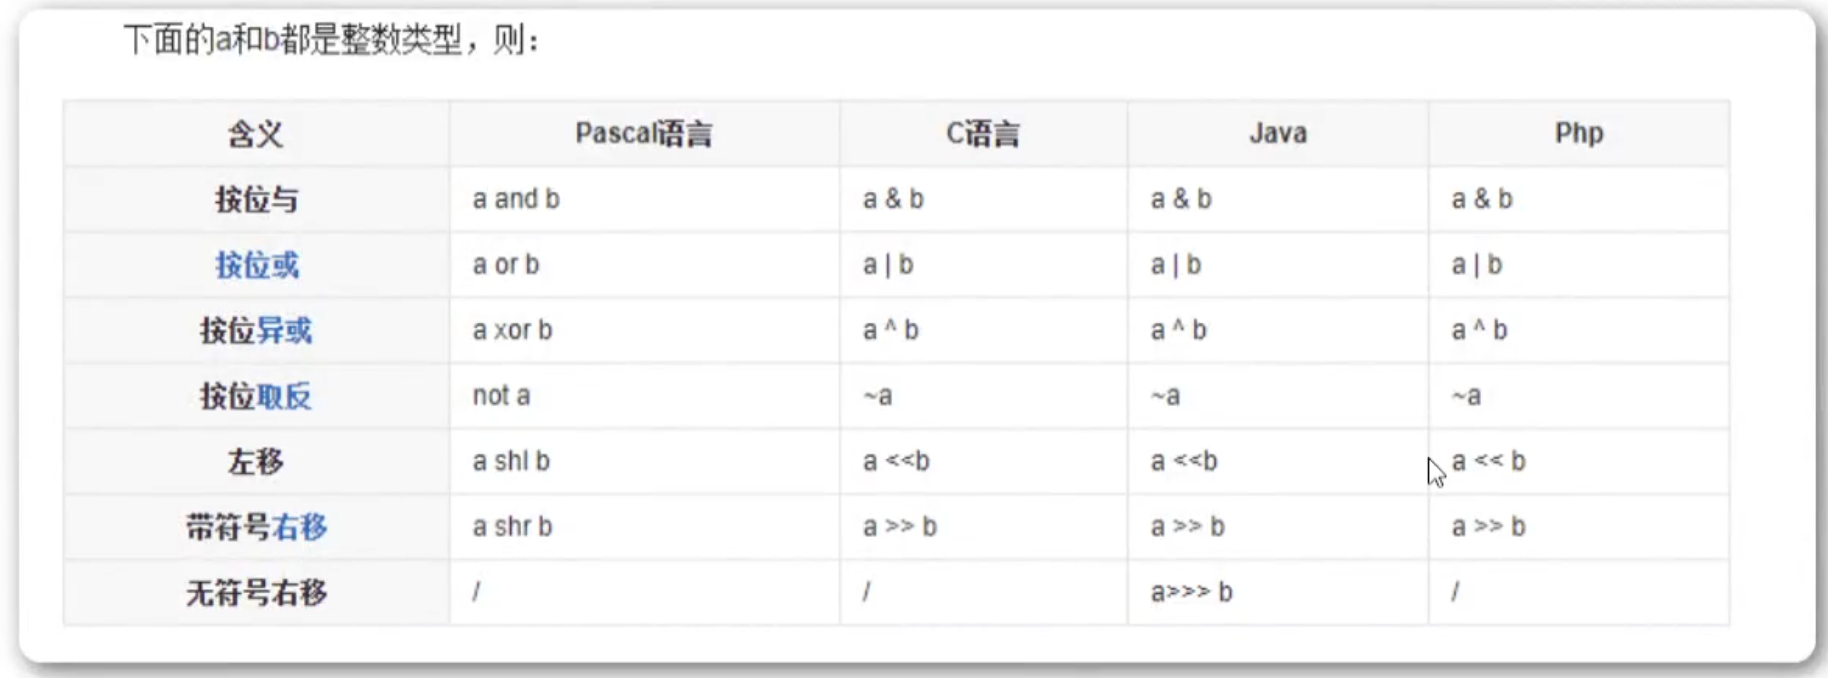 下面的a和b都是整数类型，则：
含义 Pascal语言 C语言 Java Php
按位与 a and b a & b a & b a & b
按位或 a or b a | b a | b a | b
按位异或 a xor b a ^ b a ^ b a ^ b
按位取反 not a ~a ~a ~a
左移 a shl b a <<b a <<b a << b
带符号右移 a shr b a >> b a >> b a >> b
无符号右移 / / a>>> b /